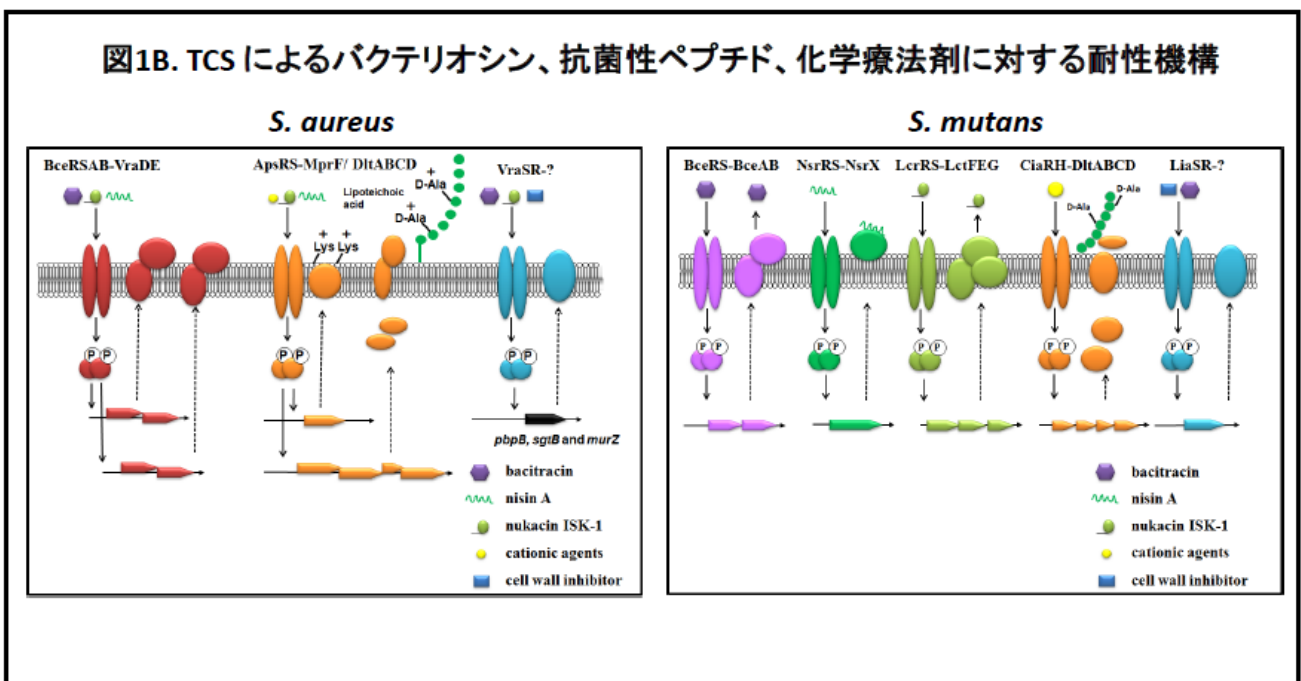 図1B. TCS によるバクテリオシン、抗菌性ペプチド、化学療法剤に対する耐性機構
S. aureus
BceRSAB-VraDE
ApsRS-MprF/ DltABCD
VraSR-?
Lipoteichoic
acid
+
D-Ala
+
D-Ala
+ +
Lys Lys
P P
P P
P P
pbpB, sgtB and murZ
bacitracin
nisin A
nukacin ISK-1
cationic agents
cell wall inhibitor
S. mutans
BceRS-BceAB
NsrRS-NsrX
LcrRS-LctFEG
CiaRH-DltABCD
LiaSR-?
D-Ala
D-Ala
P P
P P
P P
P P
P P
bacitracin
nisin A
nukacin ISK-1
cationic agents
cell wall inhibitor